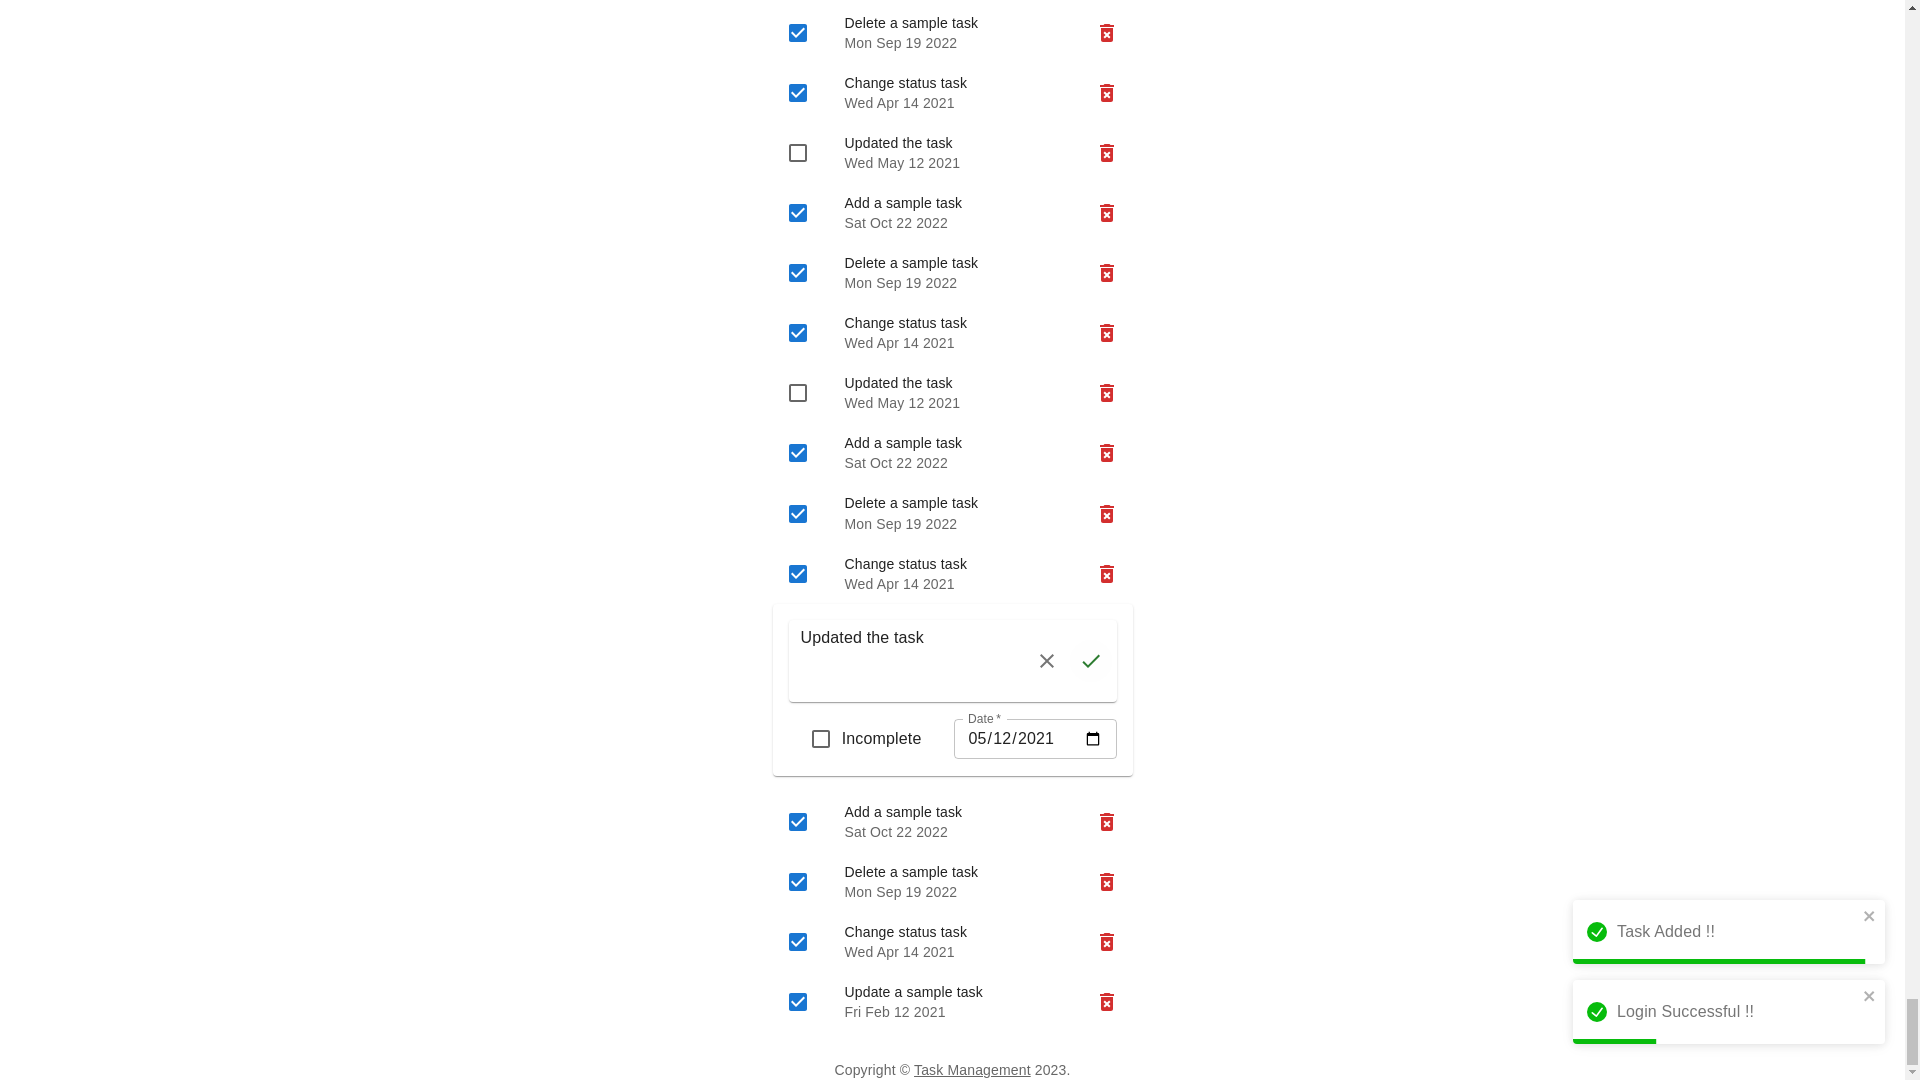 Delete a sample task
Mon Sep 19 2022
Change status task
Wed Apr 14 2021
Updated the task
Wed May 12 2021
Add a sample task
Sat Oct 22 2022
Delete a sample task
Mon Sep 19 2022
Change status task
Wed Apr 14 2021
Updated the task
Wed May 12 2021
Add a sample task
Sat Oct 22 2022
Delete a sample task
Mon Sep 19 2022
Change status task
Wed Apr 14 2021
Updated the task
Date *
Incomplete 05/12/2021
Add a sample task
Sat Oct 22 2022
Delete a sample task
Mon Sep 19 2022
Change status task
Wed Apr 14 2021
Update a sample task
Fri Feb 12 2021
Task Added !!
Login Successful !!
Copyright © Task Management 2023.